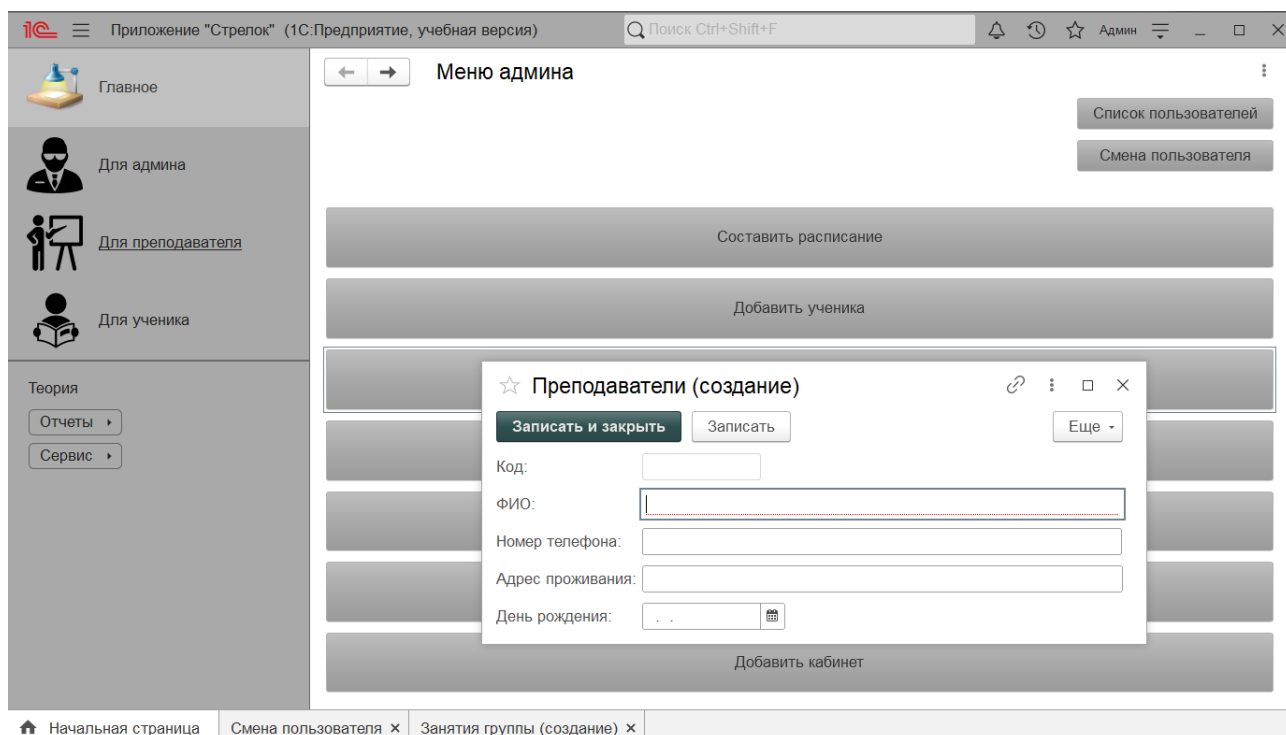 1С Приложение "Стрелок" (1С:Предприятие, учебная версия) Поиск Ctrl+Shift+F Админ
Главное
Для админа
Для преподавателя
Для ученика
Теория
Отчеты
Сервис
Меню админа
Список пользователей
Смена пользователя
Составить расписание
Добавить ученика
Преподаватели (создание)
Записать и закрыть Записать Еще
Код:
ФИО:
Номер телефона:
Адрес проживания:
День рождения: . .
Добавить кабинет
Начальная страница Смена пользователя × Занятия группы (создание) ×